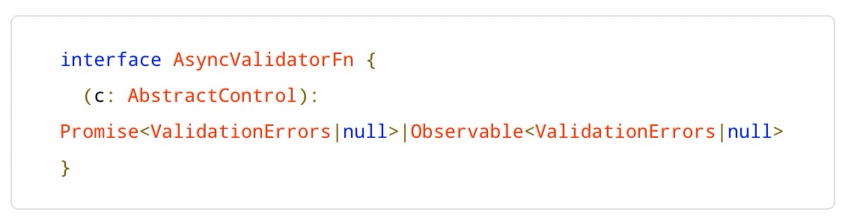 interface AsyncValidatorFn {
(c: AbstractControl):
Promise<ValidationErrors|null>|Observable<ValidationErrors|null>
}